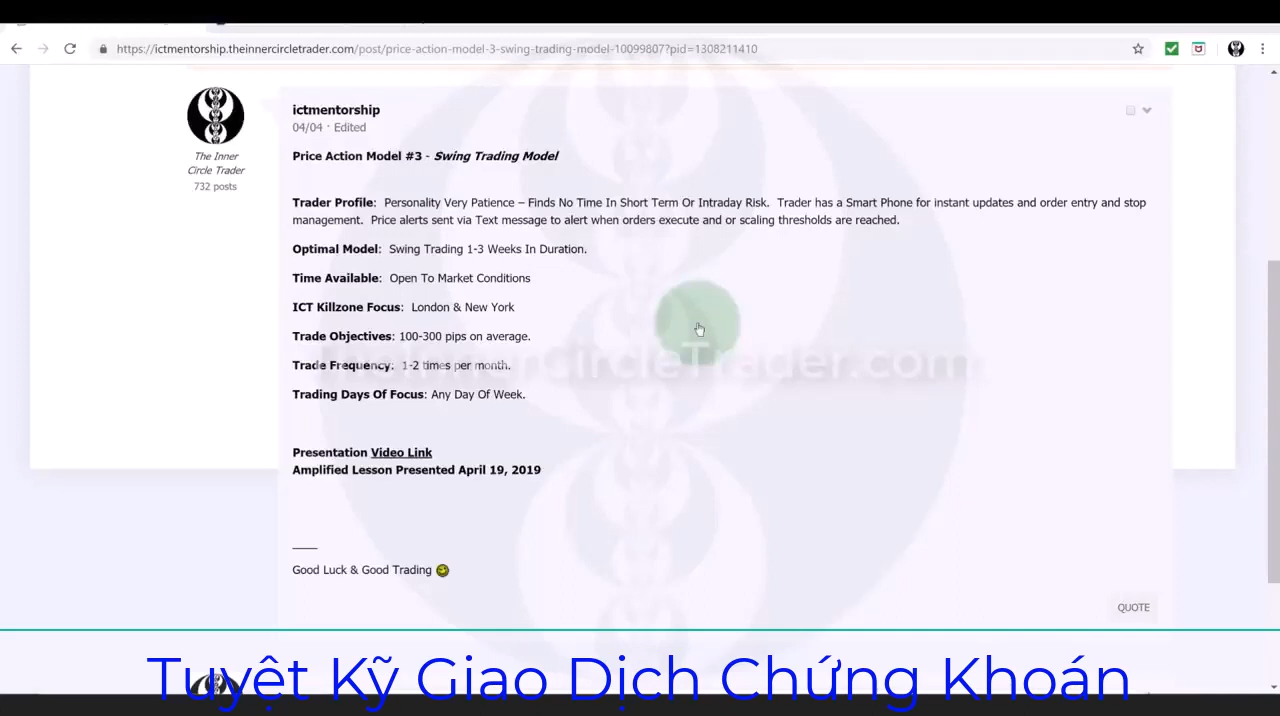 https://ictmentorship.theinnercircletrader.com/post/price-action-model-3-swing-trading-model-10099807?pid=1308211410
ictmentorship
04/04 · Edited
The Inner
Circle Trader
732 posts
Price Action Model #3 - Swing Trading Model
Trader Profile: Personality Very Patience – Finds No Time In Short Term Or Intraday Risk. Trader has a Smart Phone for instant updates and order entry and stop
management. Price alerts sent via Text message to alert when orders execute and or scaling thresholds are reached.
Optimal Model: Swing Trading 1-3 Weeks In Duration.
Time Available: Open To Market Conditions
ICT Killzone Focus: London & New York
Trade Objectives: 100-300 pips on average.
TheInnerCircleTrader.com
Trade Frequency: 1-2 times per month.
Trading Days Of Focus: Any Day Of Week.
Presentation Video Link
Amplified Lesson Presented April 19, 2019
Good Luck & Good Trading
QUOTE
Tuyệt Kỹ Giao Dịch Chứng Khoán